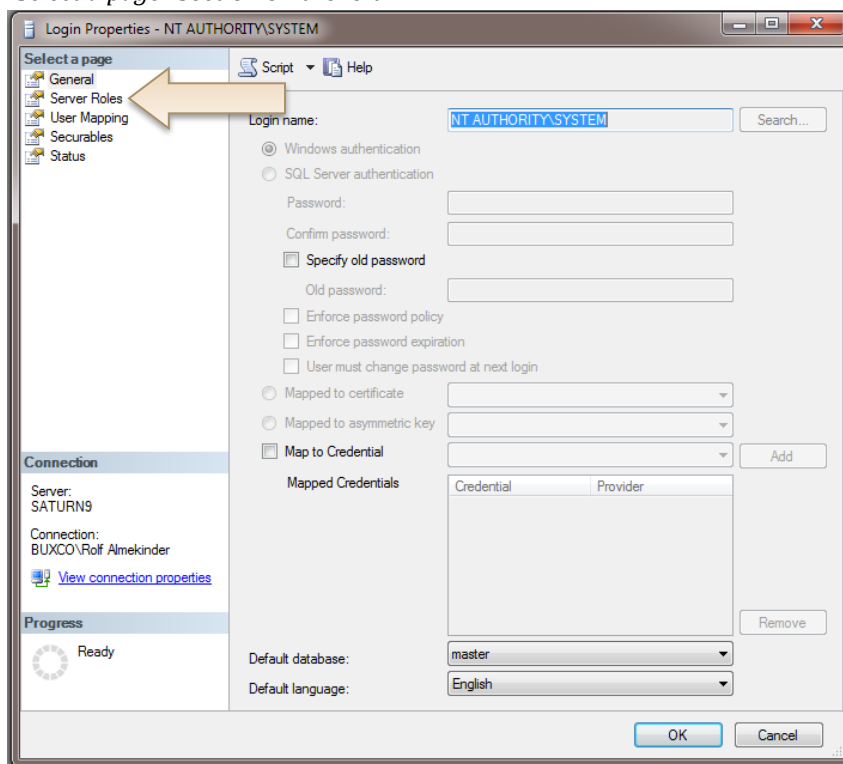 Login Properties - NT AUTHORITY\SYSTEM
Select a page
General
Server Roles
User Mapping
Securables
Status
Script
Help
Login name:
NT AUTHORITY\SYSTEM
Search...
Windows authentication
SQL Server authentication
Password:
Confirm password:
Specify old password
Old password:
Enforce password policy
Enforce password expiration
User must change password at next login
Mapped to certificate
Mapped to asymmetric key
Map to Credential
Add
Mapped Credentials
Credential
Provider
Remove
Default database:
master
Default language:
English
Connection
Server:
SATURN9
Connection:
BUXCO\Rolf Almekinder
View connection properties
Progress
Ready
OK
Cancel